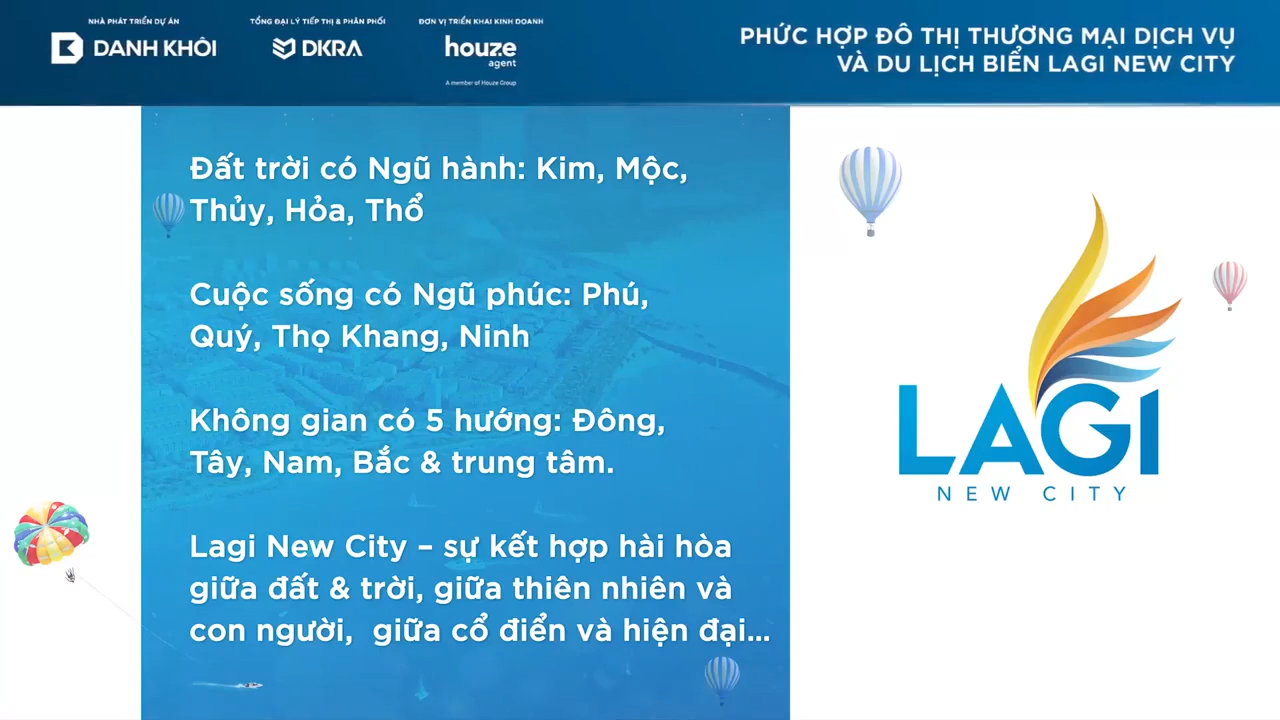 NHÀ PHÁT TRIỂN DỰ ÁN
DANH KHÔI
TỔNG ĐẠI LÝ TIẾP THỊ & PHÂN PHỐI
DKRA
ĐƠN VỊ TRIỂN KHAI KINH DOANH
houze
agent
A member of Houze Group
PHỨC HỢP ĐÔ THỊ THƯƠNG MẠI DỊCH VỤ
VÀ DU LỊCH BIỂN LAGI NEW CITY
Đất trời có Ngũ hành: Kim, Mộc,
Thủy, Hỏa, Thổ
Cuộc sống có Ngũ phúc: Phú,
Quý, Thọ Khang, Ninh
Không gian có 5 hướng: Đông,
Tây, Nam, Bắc & trung tâm.
Lagi New City – sự kết hợp hài hòa
giữa đất & trời, giữa thiên nhiên và
con người,  giữa cổ điển và hiện đại...
LAGI
NEW CITY